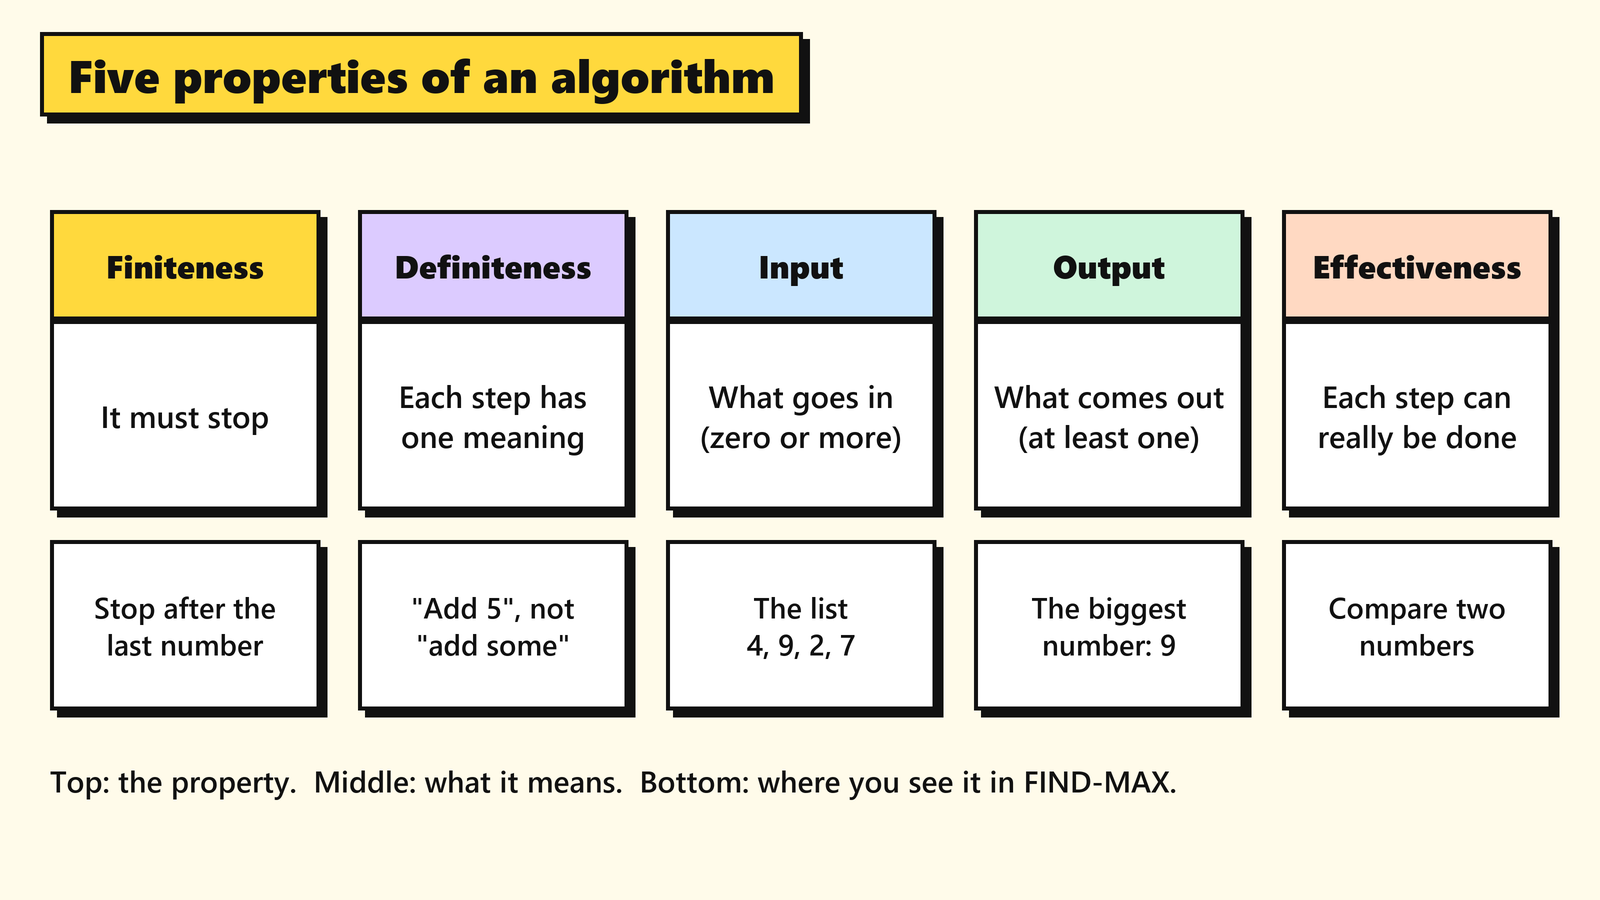 Five properties of an algorithm
Finiteness
It must stop
Stop after the
last number
Definiteness
Each step has
one meaning
"Add 5", not
"add some"
Input
What goes in
(zero or more)
The list
4, 9, 2, 7
Output
What comes out
(at least one)
The biggest
number: 9
Effectiveness
Each step can
really be done
Compare two
numbers
Top: the property.  Middle: what it means.  Bottom: where you see it in FIND-MAX.